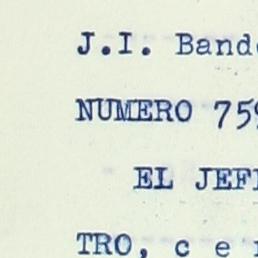 J.I. Band
NUMERO 75
EL JEF
TRO, c e